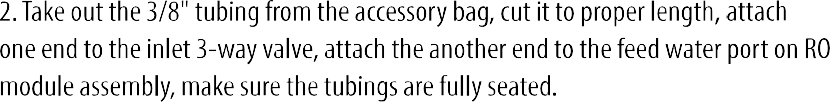 2. Take out the 3/8" tubing from the accessory bag, cut it to proper length, attach
one end to the inlet 3-way valve, attach the another end to the feed water port on RO
module assembly, make sure the tubings are fully seated.